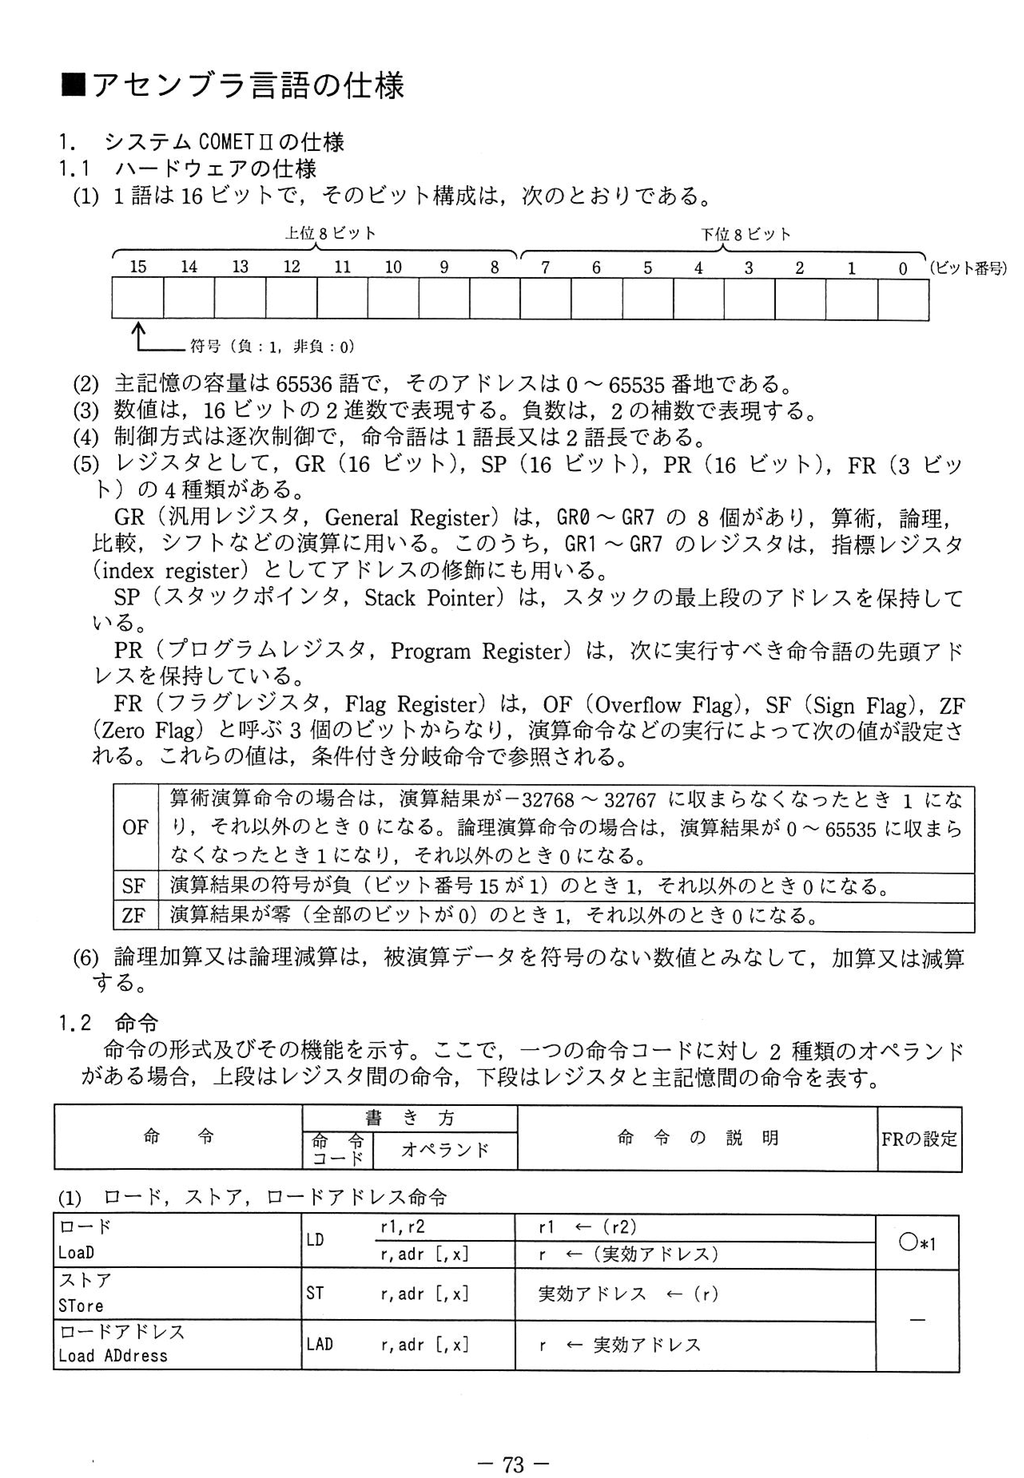 ■アセンブラ言語の仕様
1. システム COMETⅡの仕様
1.1 ハードウェアの仕様
(1) 1語は16ビットで，そのビット構成は，次のとおりである。
上位8ビット 下位8ビット
15 14 13 12 11 10 9 8 7 6 5 4 3 2 1 0 (ビット番号)
符号（負：1，非負：0）
(2) 主記憶の容量は 65536 語で，そのアドレスは 0 ～ 65535 番地である。
(3) 数値は，16 ビットの 2 進数で表現する。負数は，2 の補数で表現する。
(4) 制御方式は逐次制御で，命令語は 1 語長又は 2 語長である。
(5) レジスタとして，GR（16 ビット），SP（16 ビット），PR（16 ビット），FR（3 ビッ
ト）の 4 種類がある。
GR（汎用レジスタ，General Register）は，GR0 ～ GR7 の 8 個があり，算術，論理，
比較，シフトなどの演算に用いる。このうち，GR1 ～ GR7 のレジスタは，指標レジスタ
（index register）としてアドレスの修飾にも用いる。
SP（スタックポインタ，Stack Pointer）は，スタックの最上段のアドレスを保持して
いる。
PR（プログラムレジスタ，Program Register）は，次に実行すべき命令語の先頭アド
レスを保持している。
FR（フラグレジスタ，Flag Register）は，OF（Overflow Flag），SF（Sign Flag），ZF
（Zero Flag）と呼ぶ 3 個のビットからなり，演算命令などの実行によって次の値が設定さ
れる。これらの値は，条件付き分岐命令で参照される。
算術演算命令の場合は，演算結果が－32768 ～ 32767 に収まらなくなったとき 1 にな
OF り，それ以外のとき 0 になる。論理演算命令の場合は，演算結果が 0 ～ 65535 に収まら
なくなったとき 1 になり，それ以外のとき 0 になる。
SF 演算結果の符号が負（ビット番号 15 が 1）のとき 1，それ以外のとき 0 になる。
ZF 演算結果が零（全部のビットが 0）のとき 1，それ以外のとき 0 になる。
(6) 論理加算又は論理減算は，被演算データを符号のない数値とみなして，加算又は減算
する。
1.2 命令
命令の形式及びその機能を示す。ここで，一つの命令コードに対し 2 種類のオペランド
がある場合，上段はレジスタ間の命令，下段はレジスタと主記憶間の命令を表す。
命 令 書 き 方 命 令 の 説 明 FRの設定
命 令
コード オペランド
(1) ロード，ストア，ロードアドレス命令
ロード
LoaD LD r1,r2 r1 ← (r2) ○*1
r,adr [,x] r ← (実効アドレス)
ストア
STore ST r,adr [,x] 実効アドレス ← (r) －
ロードアドレス
Load ADdress LAD r,adr [,x] r ← 実効アドレス
－ 73 －